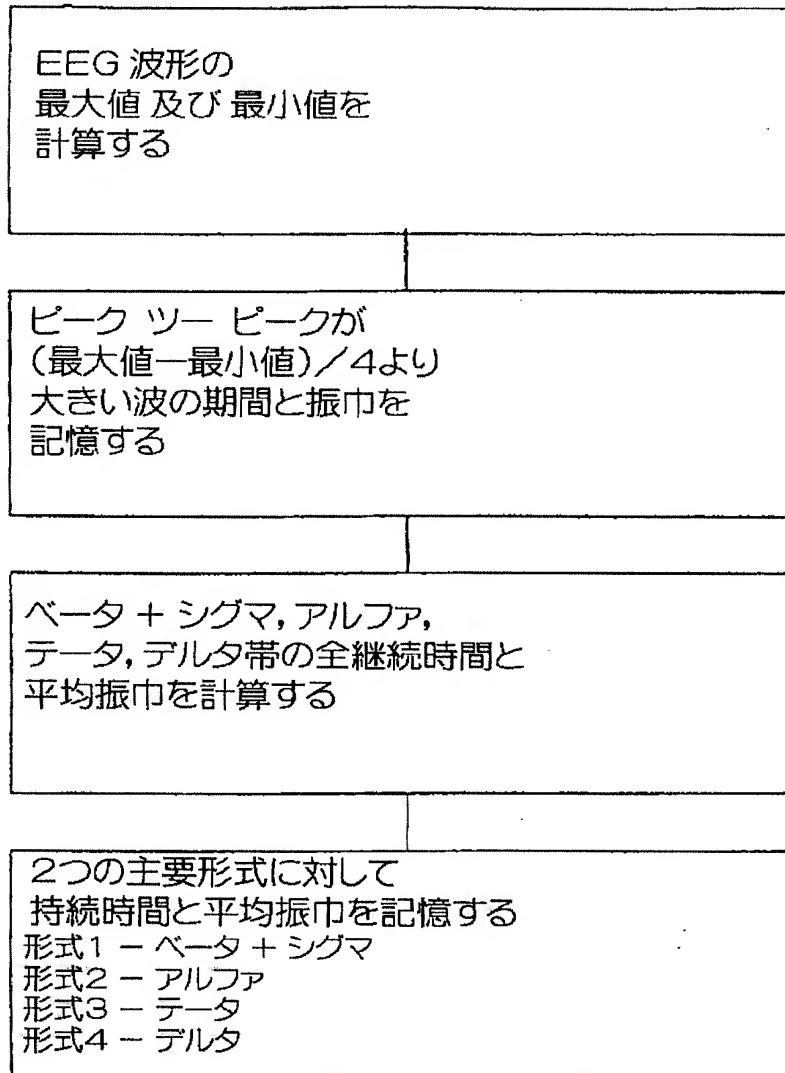 EEG 波形の
最大値 及び 最小値を
計算する
ピーク ツー ピークが
(最大値ー最小値)/4より
大きい波の期間と振巾を
記憶する
ベータ + シグマ, アルファ,
テータ, デルタ帯の全継続時間と
平均振巾を計算する
2つの主要形式に対して
持続時間と平均振巾を記憶する
形式1 − ベータ + シグマ
形式2 − アルファ
形式3 − テータ
形式4 − デルタ